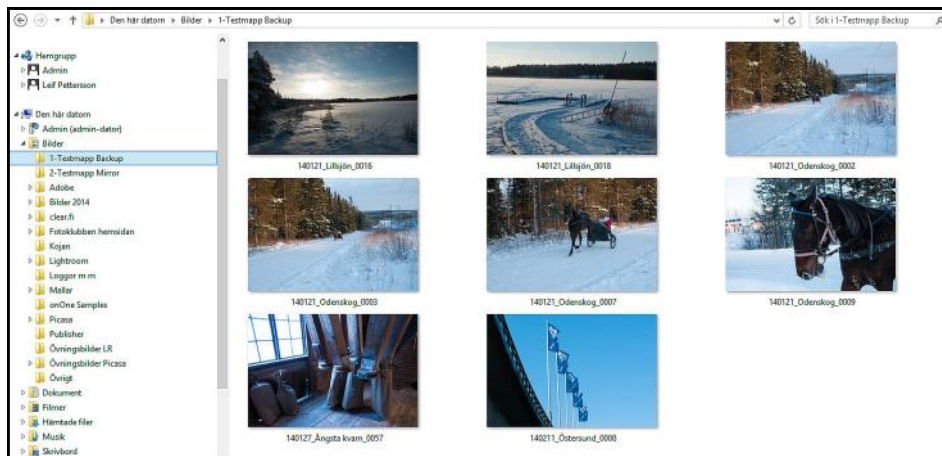 Den här datorn Bilder 1-Testmapp Backup
Sök i 1-Testmapp Backup
Hemgrupp
Admin
Leif Pettersson
Den här datorn
Admin (admin-dator)
Bilder
1-Testmapp Backup
2-Testmapp Mirror
Adobe
Bilder 2014
clear.fi
Fotoklubben hemsidan
Kojan
Lightroom
Loggor m m
Mallar
onOne Samples
Picasa
Publisher
Övningsbilder LR
Övningsbilder Picasa
Övrigt
Dokument
Filmer
Hämtade filer
Musik
Skrivbord
140121_Lillsjön_0016
140121_Lillsjön_0018
140121_Odenskog_0002
140121_Odenskog_0003
140121_Odenskog_0007
140121_Odenskog_0009
140127_Ångsta kvarn_0057
140211_Östersund_0008